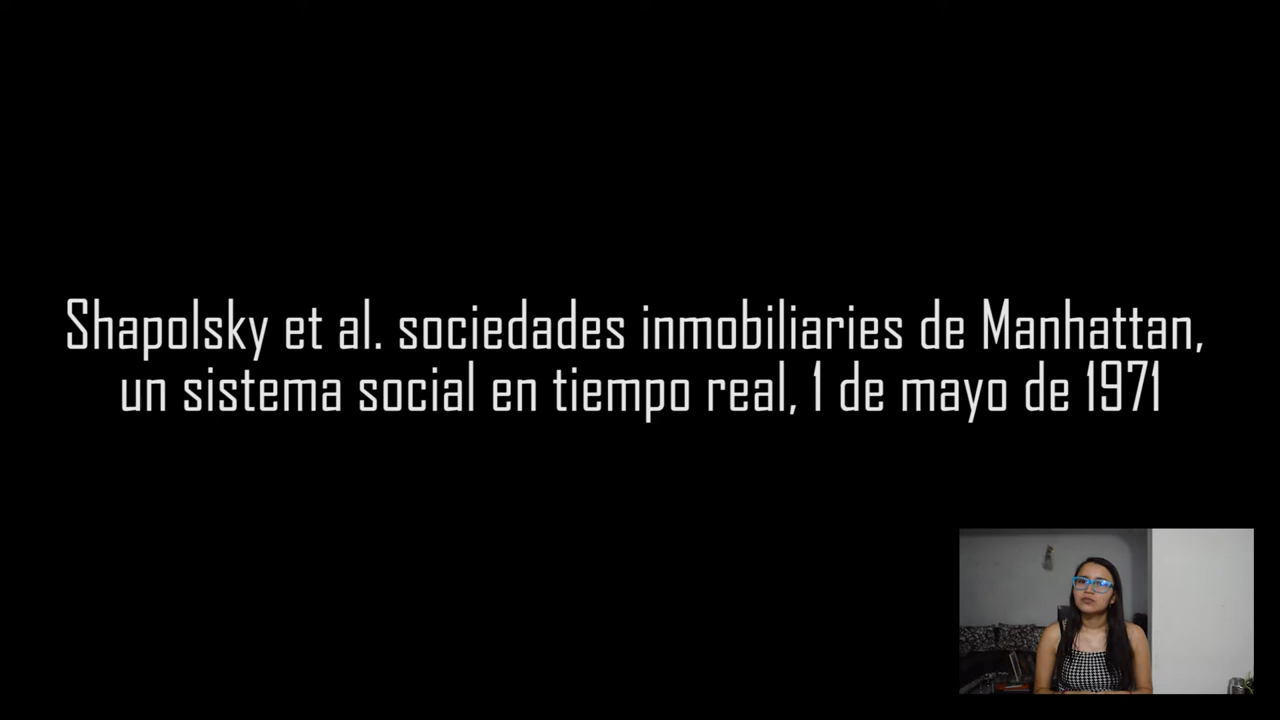 Shapolsky et al. sociedades inmobiliaries de Manhattan,
un sistema social en tiempo real, 1 de mayo de 1971